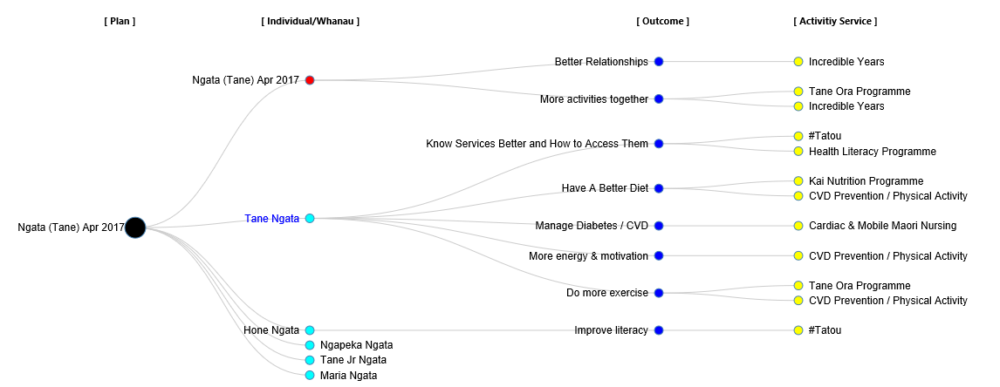 [ Plan ]
[ Individual/Whanau ]
[ Outcome ]
[ Activitiy Service ]
Ngata (Tane) Apr 2017
Ngata (Tane) Apr 2017
Better Relationships
Incredible Years
More activities together
Tane Ora Programme
Incredible Years
Tane Ngata
Know Services Better and How to Access Them
#Tatou
Health Literacy Programme
Have A Better Diet
Kai Nutrition Programme
CVD Prevention / Physical Activity
Manage Diabetes / CVD
Cardiac & Mobile Maori Nursing
More energy & motivation
CVD Prevention / Physical Activity
Do more exercise
Tane Ora Programme
CVD Prevention / Physical Activity
Hone Ngata
Improve literacy
#Tatou
Ngapeka Ngata
Tane Jr Ngata
Maria Ngata